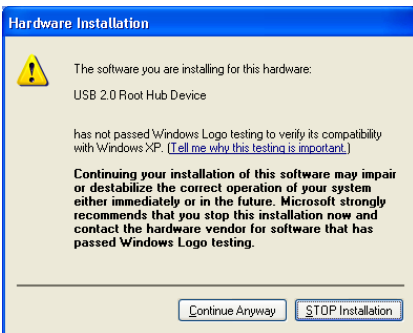 Hardware Installation
The software you are installing for this hardware:
USB 2.0 Root Hub Device
has not passed Windows Logo testing to verify its compatibility
with Windows XP. (Tell me why this testing is important.)
Continuing your installation of this software may impair
or destabilize the correct operation of your system
either immediately or in the future. Microsoft strongly
recommends that you stop this installation now and
contact the hardware vendor for software that has
passed Windows Logo testing.
Continue Anyway
STOP Installation